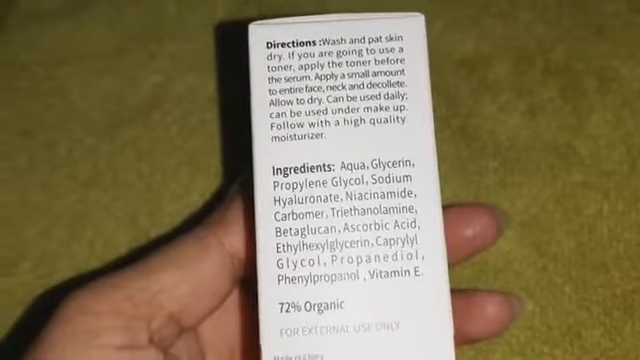 Directions :Wash and pat skin
dry. If you are going to use a
toner, apply the toner before
the serum. Apply a small amount
to entire face, neck and decollete.
Allow to dry. Can be used daily;
can be used under make up.
Follow with a high quality
moisturizer.
Ingredients: Aqua, Glycerin,
Propylene Glycol, Sodium
Hyaluronate, Niacinamide,
Carbomer, Triethanolamine,
Betaglucan, Ascorbic Acid,
Ethylhexylglycerin, Caprylyl
Glycol, Propanediol,
Phenylpropanol , Vitamin E.
72% Organic
FOR EXTERNAL USE ONLY